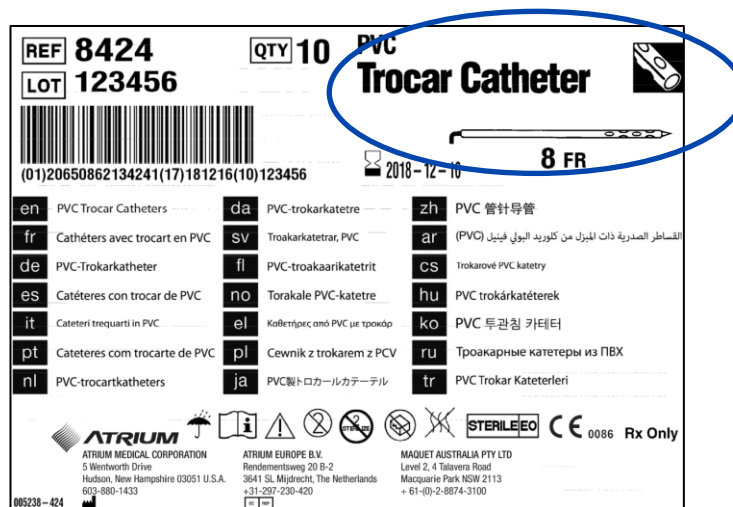 REF 8424
QTY 10
PVC
Trocar Catheter
LOT 123456
(01)20650862134241(17)181216(10)123456
2018-12-16
8 FR
en PVC Trocar Catheters
fr Cathéters avec trocart en PVC
de PVC-Trokarkatheter
es Catéteres con trocar de PVC
it Cateteri trequarti in PVC
pt Cateteres com trocarte de PVC
nl PVC-trocartkatheters
da PVC-trokarkatetre
sv Troakarkatetrar, PVC
fl PVC-troakaarikatetrit
no Torakale PVC-katetre
el Καθετήρες από PVC με τροκάρ
pl Cewnik z trokarem z PCV
ja PVC製トロカールカテーテル
zh PVC 管针导管
ar القساطر الصدرية ذات المبزل من كلوريد البولي فينيل (PVC)
cs Trokarové PVC katetry
hu PVC trokárkatéterek
ko PVC 투관침 카테터
ru Троакарные катетеры из ПВХ
tr PVC Trokar Kateterleri
ATRIUM
i
2
STERILIZE
STERILE EO
CE 0086
Rx Only
ATRIUM MEDICAL CORPORATION
5 Wentworth Drive
Hudson, New Hampshire 03051 U.S.A.
603-880-1433
ATRIUM EUROPE B.V.
Rendementsweg 20 B-2
3641 SL Mijdrecht, The Netherlands
+31-297-230-420
EC REP
MAQUET AUSTRALIA PTY LTD
Level 2, 4 Talavera Road
Macquarie Park NSW 2113
+ 61-(0)-2-8874-3100
005238-424